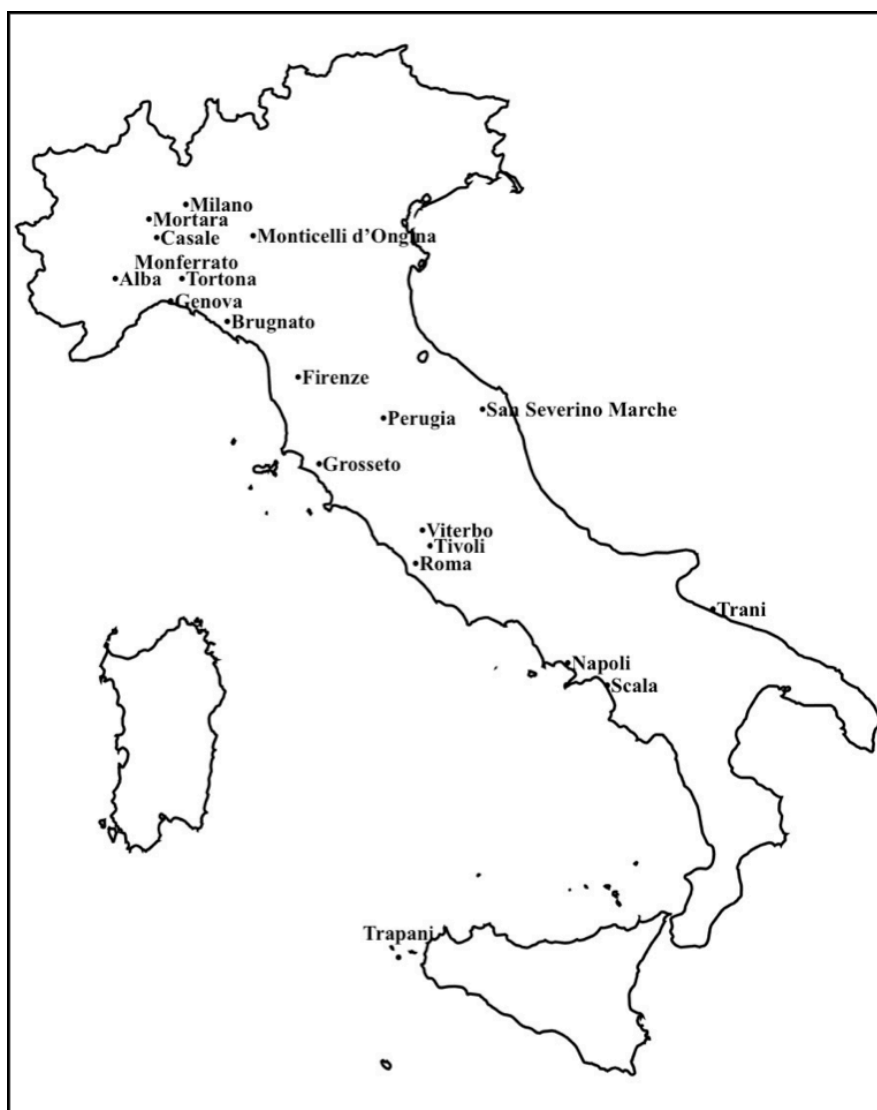 Milano
Mortara
Casale
Monferrato
Monticelli d’Ongina
Alba
Tortona
Genova
Brugnato
Firenze
San Severino Marche
Perugia
Grosseto
Viterbo
Tivoli
Roma
Trani
Napoli
Scala
Trapani